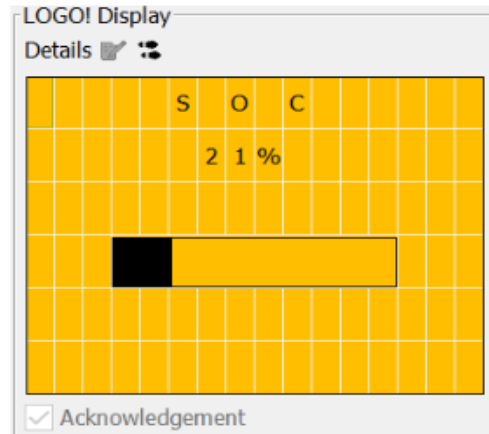 LOGO! Display
Details
S O C
2 1 %
Acknowledgement